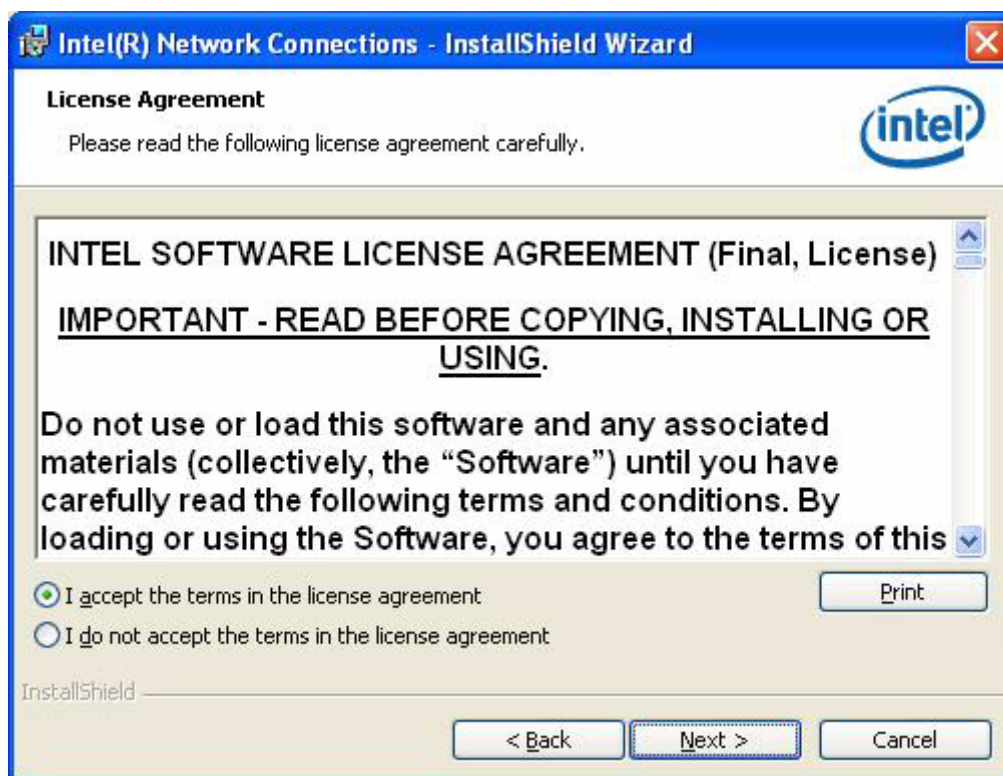 Intel(R) Network Connections - InstallShield Wizard
License Agreement
Please read the following license agreement carefully.
intel
INTEL SOFTWARE LICENSE AGREEMENT (Final, License)
IMPORTANT - READ BEFORE COPYING, INSTALLING OR
USING.
Do not use or load this software and any associated
materials (collectively, the “Software”) until you have
carefully read the following terms and conditions. By
loading or using the Software, you agree to the terms of this
I accept the terms in the license agreement
Print
I do not accept the terms in the license agreement
InstallShield
< Back
Next >
Cancel